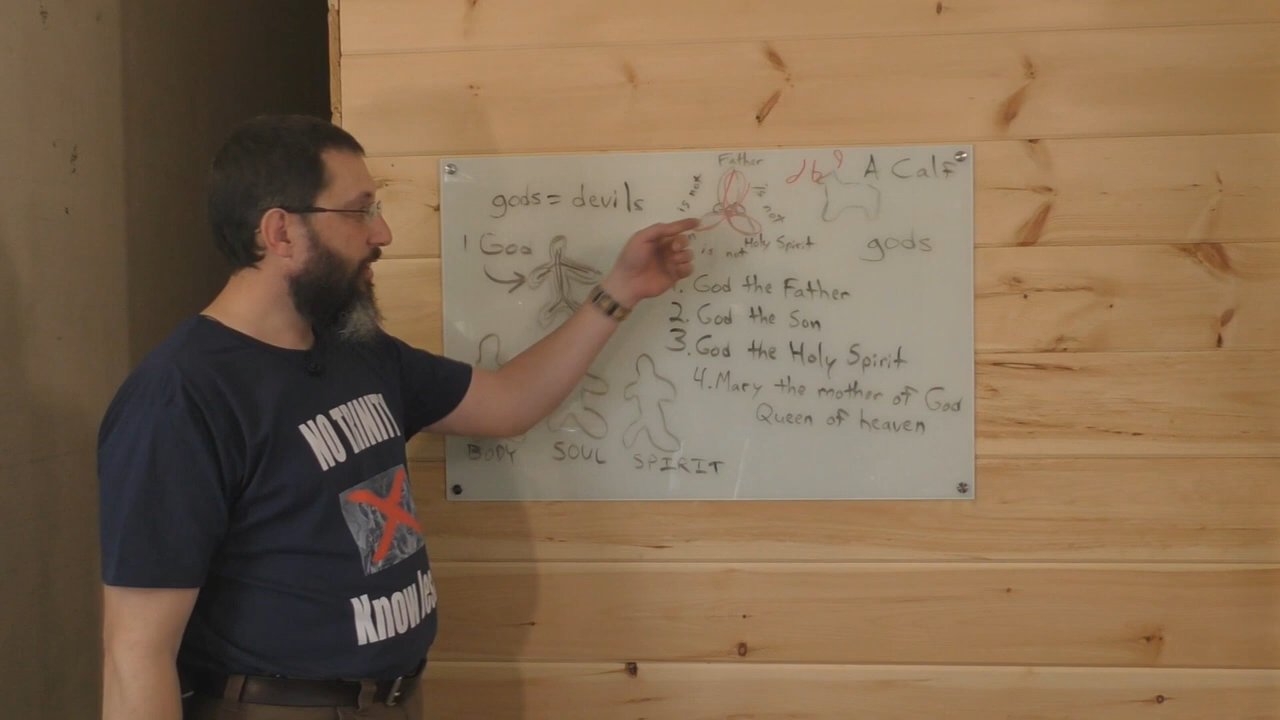 gods = devils
1 God
BODY SOUL SPIRIT
Father
is not
is not
is not
Holy Spirit
A Calf
gods
1. God the Father
2. God the Son
3. God the Holy Spirit
4. Mary the mother of God
Queen of heaven
NO TRINITY
Know